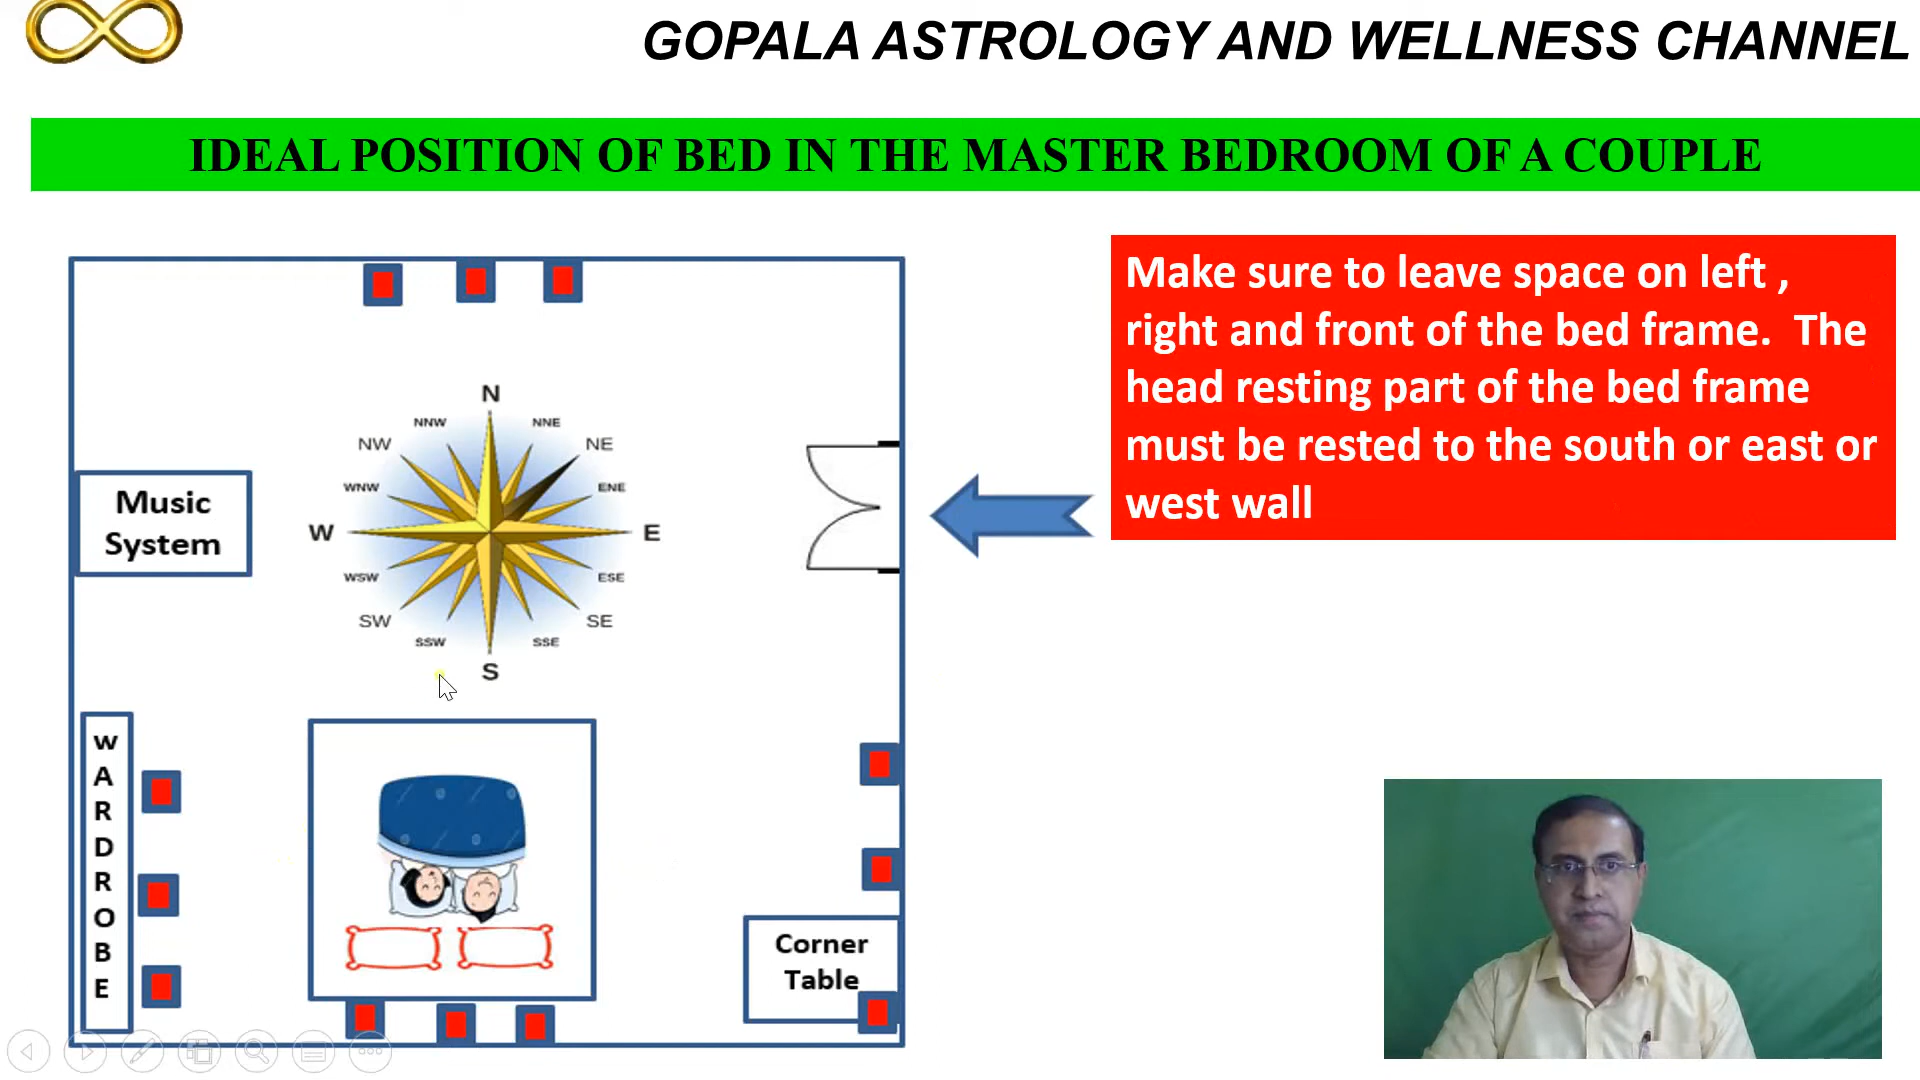 GOPALA ASTROLOGY AND WELLNESS CHANNEL
IDEAL POSITION OF BED IN THE MASTER BEDROOM OF A COUPLE
Make sure to leave space on left ,
right and front of the bed frame. The
head resting part of the bed frame
must be rested to the south or east or
west wall
N
NNW
NNE
NW
NE
WNW
ENE
W
E
WSW
ESE
SW
SE
SSW
SSE
S
Music
System
W
A
R
D
R
O
B
E
Corner
Table